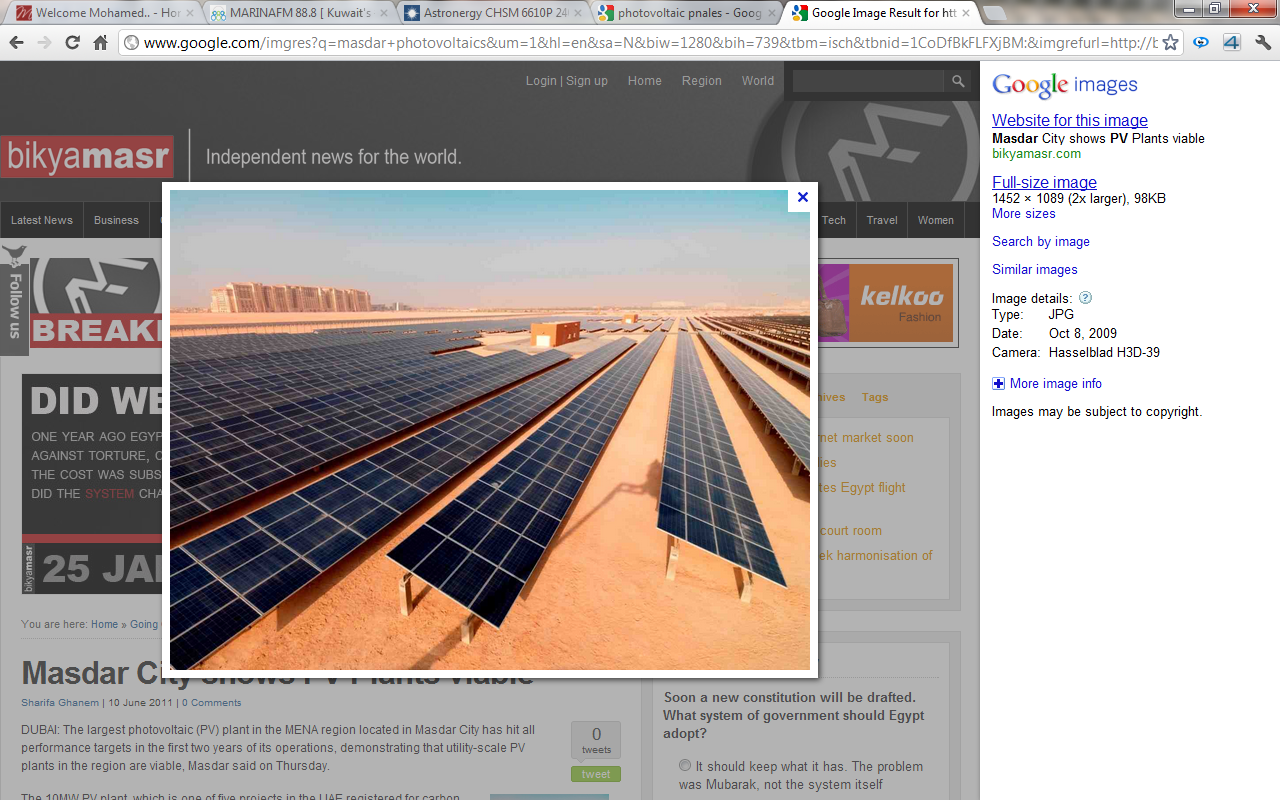 Welcome Mohamed.. - Hor
MARINAFM 88.8 [ Kuwait's
Astronergy CHSM 6610P 240
photovoltaic pnales - Goog
Google Image Result for htt
www.google.com/imgres?q=masdar+photovoltaics&um=1&hl=en&sa=N&biw=1280&bih=739&tbm=isch&tbnid=1CoDfBkFLFXjBM:&imgrefurl=http://b
Login | Sign up Home Region World
bikyamasr
Independent news for the world.
Latest News Business
Tech Travel Women
Follow us
BREAKI
kelkoo
Fashion
DID WE
ONE YEAR AGO EGYP
AGAINST TORTURE, C
THE COST WAS SUBS
DID THE SYSTEM CHA
bikyamasr
25 JAN
hives Tags
net market soon
ies
tes Egypt flight
court room
ek harmonisation of
You are here: Home » Going
Masdar City shows PV Plants viable
Sharifa Ghanem | 10 June 2011 | 0 Comments
DUBAI: The largest photovoltaic (PV) plant in the MENA region located in Masdar City has hit all
performance targets in the first two years of its operations, demonstrating that utility-scale PV
plants in the region are viable, Masdar said on Thursday.
The 10MW PV plant, which is one of five projects in the UAE registered for carbon
0
tweets
tweet
Soon a new constitution will be drafted.
What system of government should Egypt
adopt?
It should keep what it has. The problem
was Mubarak, not the system itself
Google images
Website for this image
Masdar City shows PV Plants viable
bikyamasr.com
Full-size image
1452 × 1089 (2x larger), 98KB
More sizes
Search by image
Similar images
Image details:
Type: JPG
Date: Oct 8, 2009
Camera: Hasselblad H3D-39
More image info
Images may be subject to copyright.